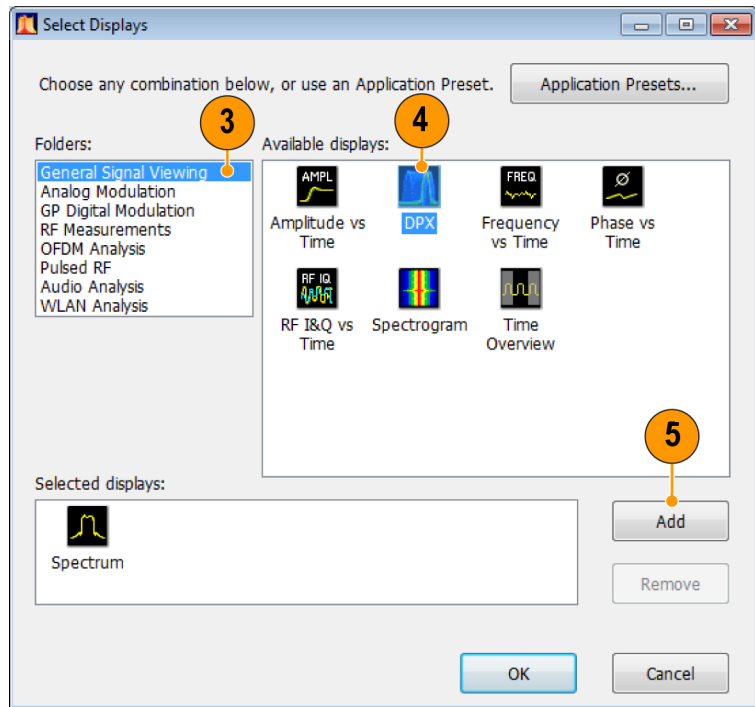 Select Displays
Choose any combination below, or use an Application Preset.
Application Presets...
3
4
Folders:
Available displays:
General Signal Viewing
Analog Modulation
GP Digital Modulation
RF Measurements
OFDM Analysis
Pulsed RF
Audio Analysis
WLAN Analysis
AMPL
Amplitude vs
Time
DPX
FREQ
Frequency
vs Time
Ø
Phase vs
Time
RF IQ
RF I&Q vs
Time
Spectrogram
Time
Overview
5
Selected displays:
Spectrum
Add
Remove
OK
Cancel